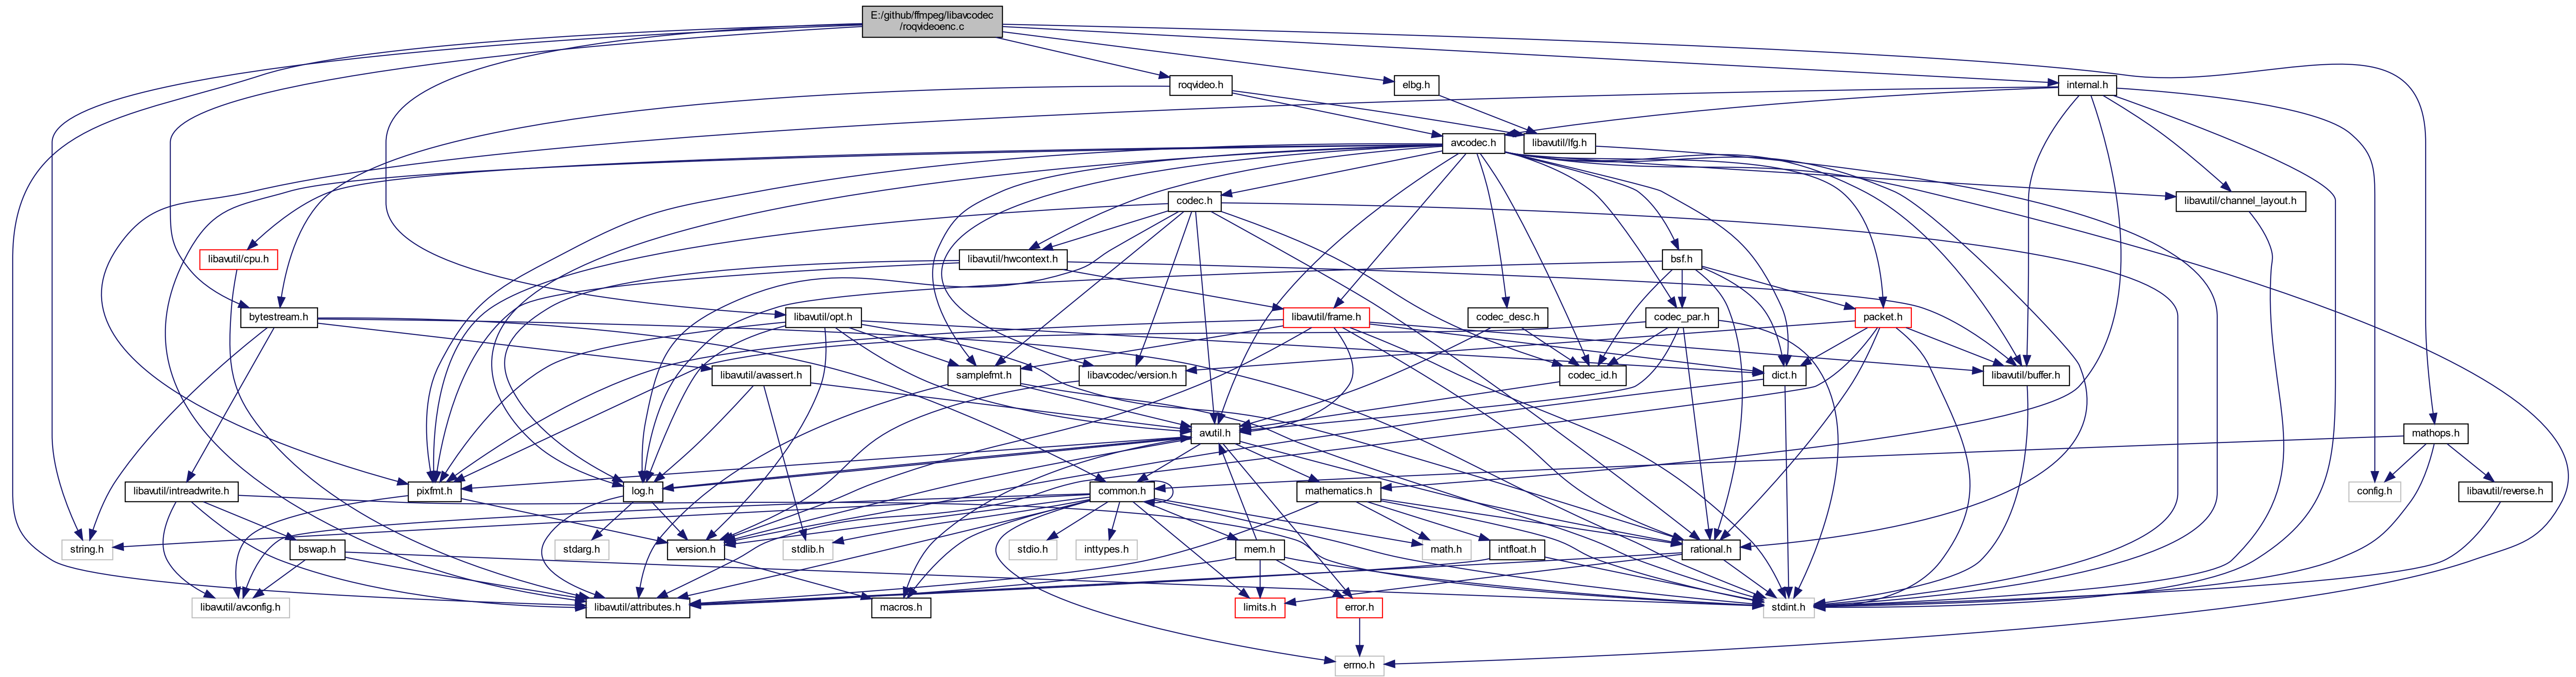 E:/github/ffmpeg/libavcodec
/roqvideoenc.c
roqvideo.h
elbg.h
internal.h
avcodec.h
libavutil/lfg.h
codec.h
libavutil/channel_layout.h
libavutil/cpu.h
libavutil/hwcontext.h
bsf.h
bytestream.h
libavutil/opt.h
libavutil/frame.h
codec_desc.h
codec_par.h
packet.h
libavutil/avassert.h
samplefmt.h
libavcodec/version.h
codec_id.h
dict.h
libavutil/buffer.h
avutil.h
mathops.h
libavutil/intreadwrite.h
pixfmt.h
log.h
common.h
mathematics.h
config.h
libavutil/reverse.h
string.h
bswap.h
stdarg.h
version.h
stdlib.h
stdio.h
inttypes.h
mem.h
math.h
intfloat.h
rational.h
libavutil/avconfig.h
libavutil/attributes.h
macros.h
limits.h
error.h
stdint.h
errno.h